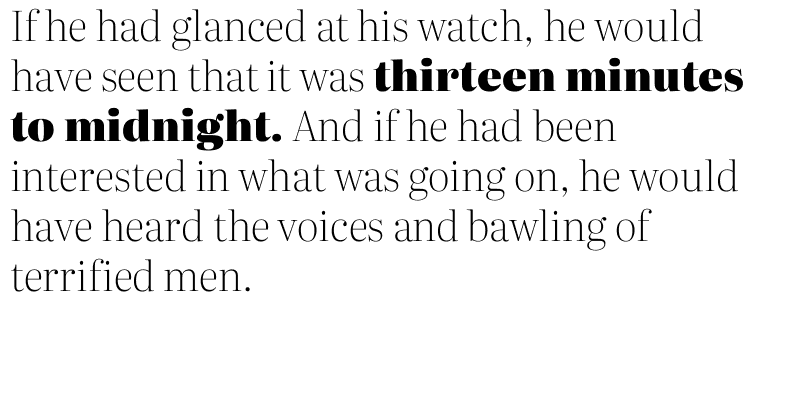 If he had glanced at his watch, he would
have seen that it was thirteen minutes
to midnight. And if he had been
interested in what was going on, he would
have heard the voices and bawling of
terrified men.